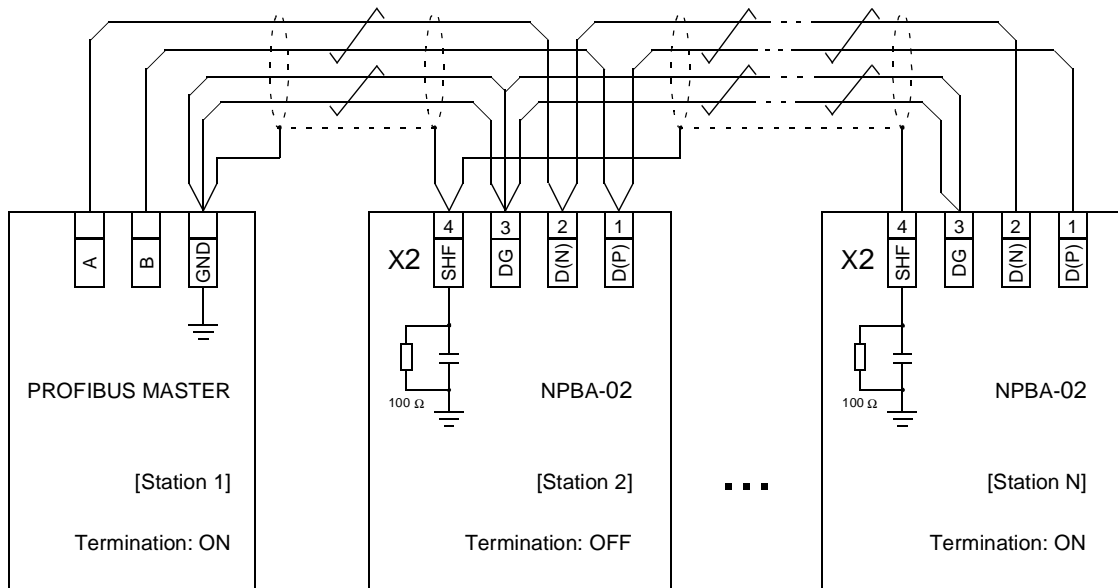 A
B
GND
PROFIBUS MASTER
[Station 1]
Termination: ON
X2
4
3
2
1
SHF
DG
D(N)
D(P)
100 Ω
NPBA-02
[Station 2]
Termination: OFF
...
X2
4
3
2
1
SHF
DG
D(N)
D(P)
100 Ω
NPBA-02
[Station N]
Termination: ON